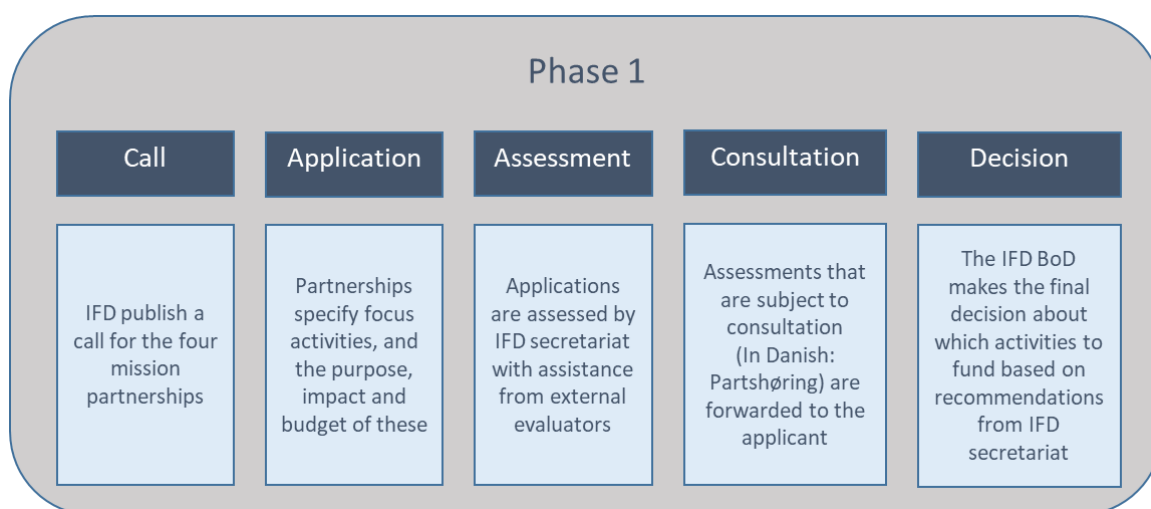 Phase 1
Call
Application
Assessment
Consultation
Decision
IFD publish a
call for the four
mission
partnerships
Partnerships
specify focus
activities, and
the purpose,
impact and
budget of these
Applications
are assessed by
IFD secretariat
with assistance
from external
evaluators
Assessments that
are subject to
consultation
(In Danish:
Partshøring) are
forwarded to the
applicant
The IFD BoD
makes the final
decision about
which activities to
fund based on
recommendations
from IFD
secretariat